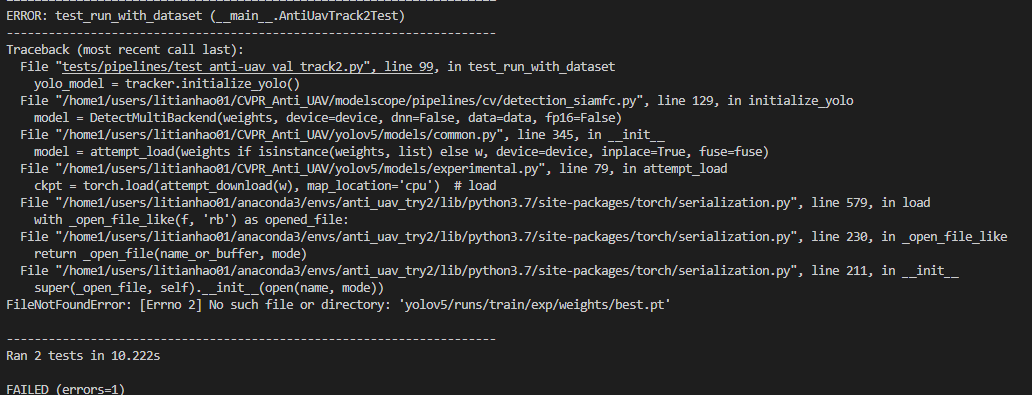 ----------------------------------------------------------------------
ERROR: test_run_with_dataset (__main__.AntiUavTrack2Test)
----------------------------------------------------------------------
Traceback (most recent call last):
  File "tests/pipelines/test_anti-uav_val_track2.py", line 99, in test_run_with_dataset
    yolo_model = tracker.initialize_yolo()
  File "/home1/users/litianhao01/CVPR_Anti_UAV/modelscope/pipelines/cv/detection_siamfc.py", line 129, in initialize_yolo
    model = DetectMultiBackend(weights, device=device, dnn=False, data=data, fp16=False)
  File "/home1/users/litianhao01/CVPR_Anti_UAV/yolov5/models/common.py", line 345, in __init__
    model = attempt_load(weights if isinstance(weights, list) else w, device=device, inplace=True, fuse=fuse)
  File "/home1/users/litianhao01/CVPR_Anti_UAV/yolov5/models/experimental.py", line 79, in attempt_load
    ckpt = torch.load(attempt_download(w), map_location='cpu')  # load
  File "/home1/users/litianhao01/anaconda3/envs/anti_uav_try2/lib/python3.7/site-packages/torch/serialization.py", line 579, in load
    with _open_file_like(f, 'rb') as opened_file:
  File "/home1/users/litianhao01/anaconda3/envs/anti_uav_try2/lib/python3.7/site-packages/torch/serialization.py", line 230, in _open_file_like
    return _open_file(name_or_buffer, mode)
  File "/home1/users/litianhao01/anaconda3/envs/anti_uav_try2/lib/python3.7/site-packages/torch/serialization.py", line 211, in __init__
    super(_open_file, self).__init__(open(name, mode))
FileNotFoundError: [Errno 2] No such file or directory: 'yolov5/runs/train/exp/weights/best.pt'
----------------------------------------------------------------------
Ran 2 tests in 10.222s
FAILED (errors=1)